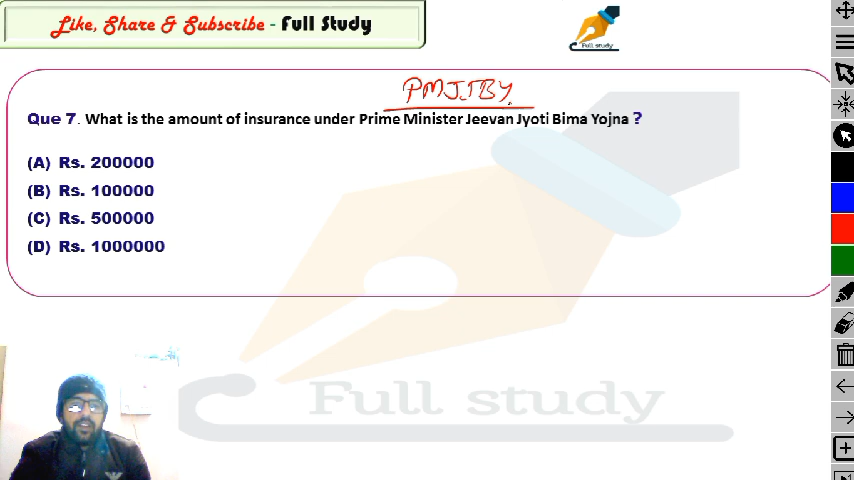 Like, Share & Subscribe - Full Study
Full study
PMJJBY
Que 7. What is the amount of insurance under Prime Minister Jeevan Jyoti Bima Yojna ?
(A) Rs. 200000
(B) Rs. 100000
(C) Rs. 500000
(D) Rs. 1000000
Full study